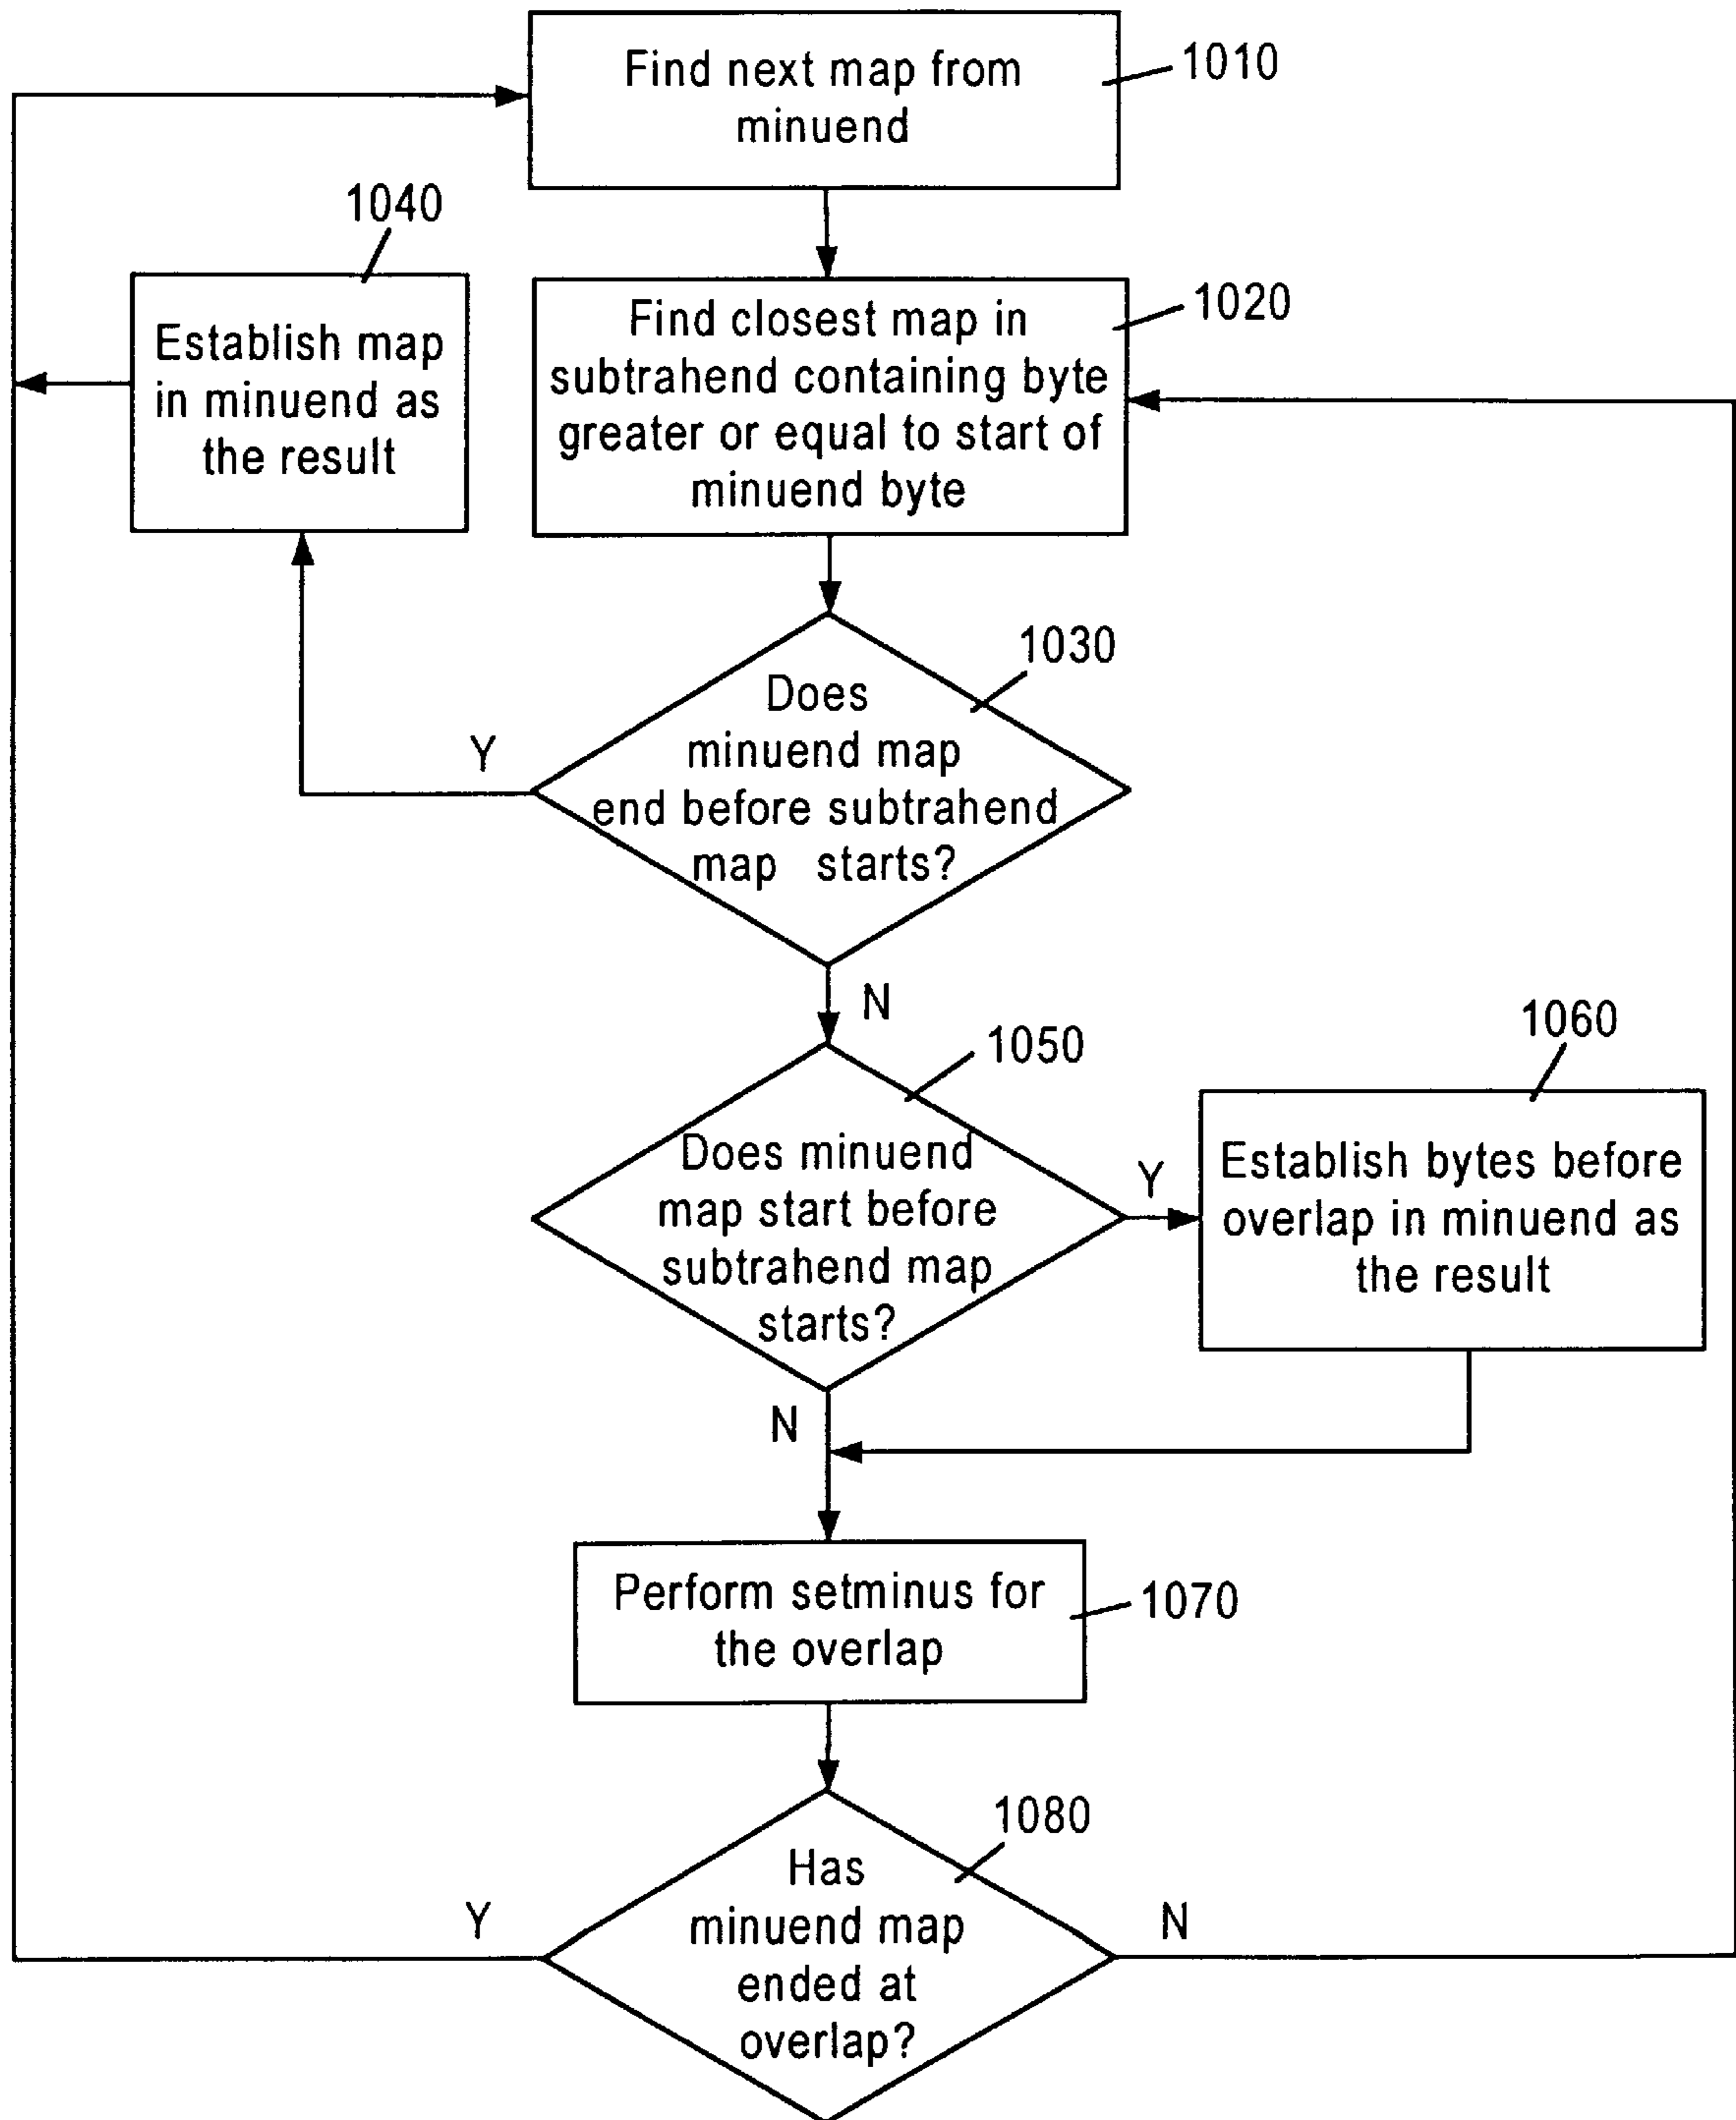 Find next map from
minuend
1010
1040
Establish map
in minuend as
the result
Find closest map in
subtrahend containing byte
greater or equal to start of
minuend byte
1020
1030
Does
minuend map
end before subtrahend
map starts?
Y
N
1050
Does minuend
map start before
subtrahend map
starts?
Y
1060
Establish bytes before
overlap in minuend as
the result
N
Perform setminus for
the overlap
1070
1080
Has
minuend map
ended at
overlap?
Y
N